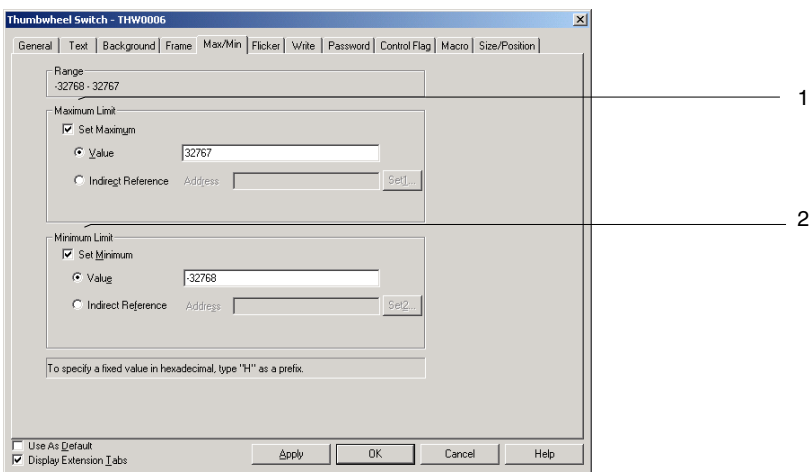 Thumbwheel Switch - THW0006
General Text Background Frame Max/Min Flicker Write Password Control Flag Macro Size/Position
Range
-32768 - 32767
1
Maximum Limit
Set Maximum
Value 32767
Indirect Reference Address Set1...
2
Minimum Limit
Set Minimum
Value -32768
Indirect Reference Address Set2...
To specify a fixed value in hexadecimal, type "H" as a prefix.
Use As Default
Display Extension Tabs
Apply OK Cancel Help